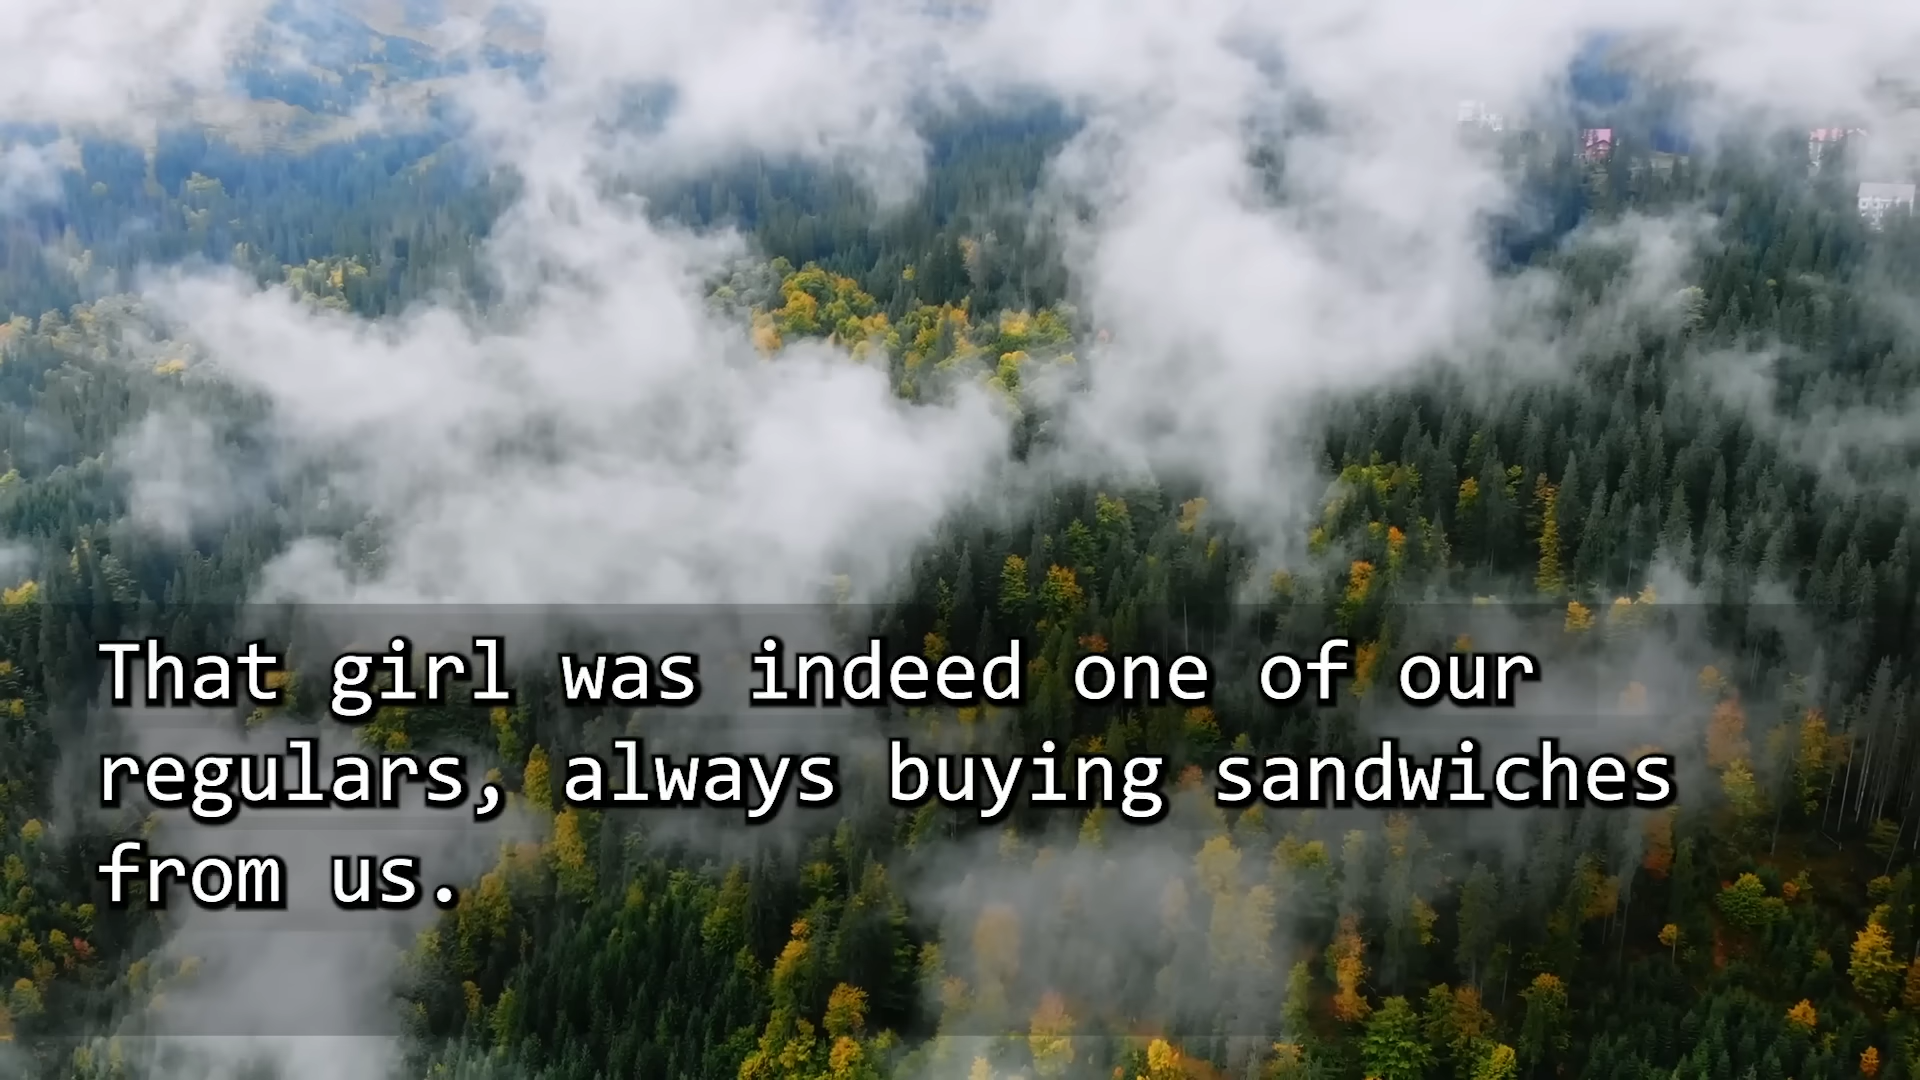 That girl was indeed one of our
regulars, always buying sandwiches
from us.